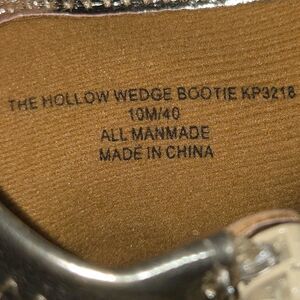 THE HOLLOW WEDGE BOOTIE KP3218
10M/40
ALL MANMADE
MADE IN CHINA